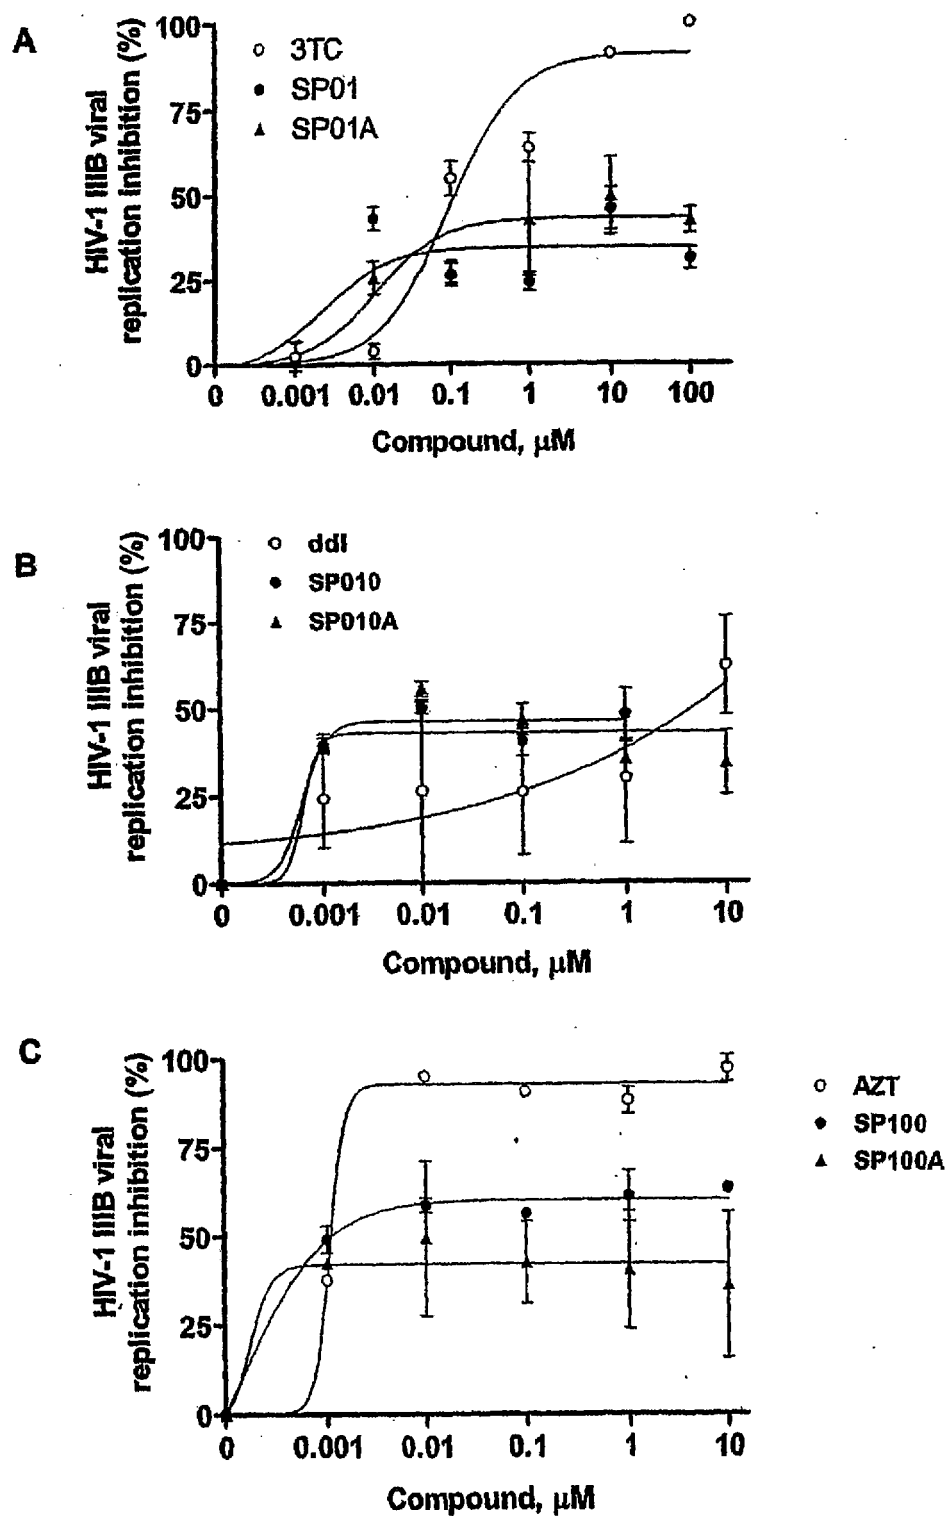 A
HIV-1 IIIB viral
replication inhibition (%)
100
75
50
25
0
3TC
SP01
SP01A
0 0.001 0.01 0.1 1 10 100
Compound, μM
B
HIV-1 IIIB viral
replication inhibition (%)
100
75
50
25
0
ddI
SP010
SP010A
0 0.001 0.01 0.1 1 10
Compound, μM
C
HIV-1 IIIB viral
replication inhibition (%)
100
75
50
25
0
AZT
SP100
SP100A
0 0.001 0.01 0.1 1 10
Compound, μM